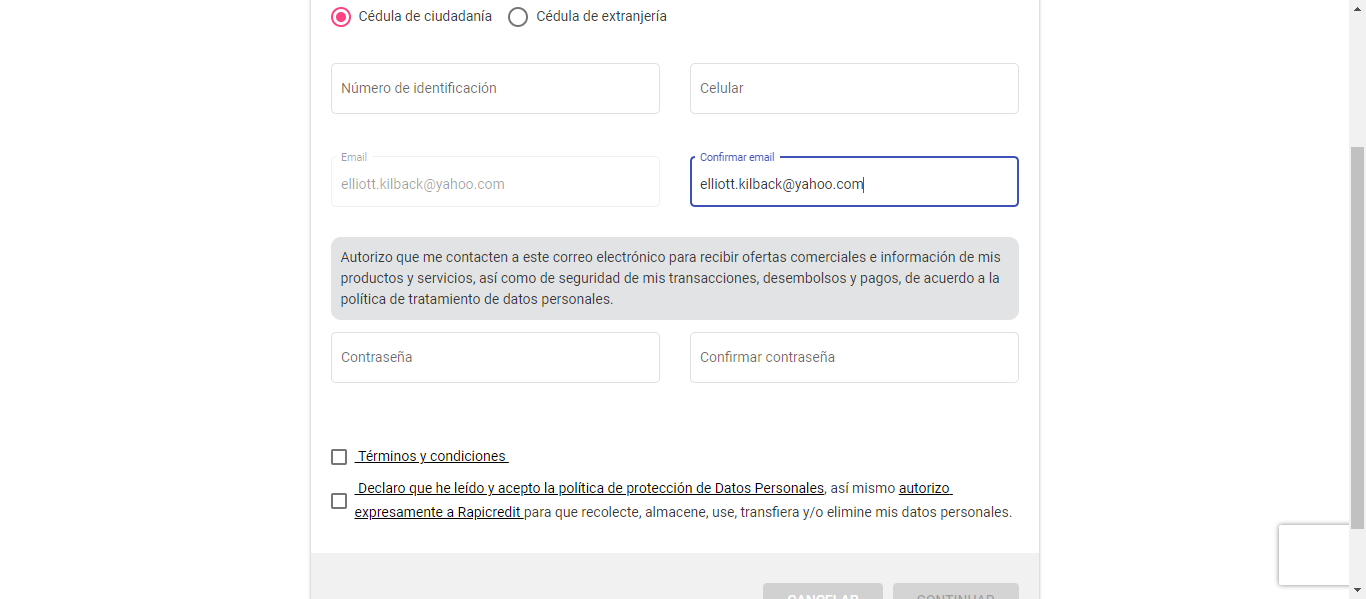 Cédula de ciudadanía Cédula de extranjería
Número de identificación Celular
Email Confirmar email
elliott.kilback@yahoo.com elliott.kilback@yahoo.com
Autorizo que me contacten a este correo electrónico para recibir ofertas comerciales e información de mis
productos y servicios, así como de seguridad de mis transacciones, desembolsos y pagos, de acuerdo a la
política de tratamiento de datos personales.
Contraseña Confirmar contraseña
Términos y condiciones
Declaro que he leído y acepto la política de protección de Datos Personales, así mismo autorizo
expresamente a Rapicredit para que recolecte, almacene, use, transfiera y/o elimine mis datos personales.
CANCELAR CONTINUAR